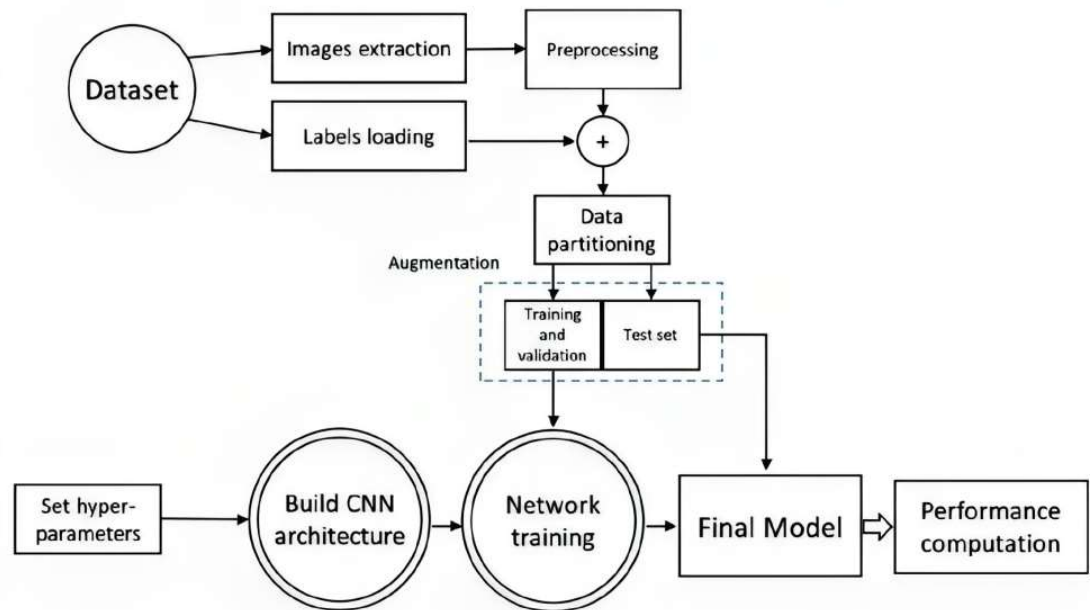 Images extraction
Preprocessing
Dataset
Labels loading
+
Data
partitioning
Augmentation
Training
and
validation
Test set
Set hyper-
parameters
Build CNN
architecture
Network
training
Final Model
Performance
computation